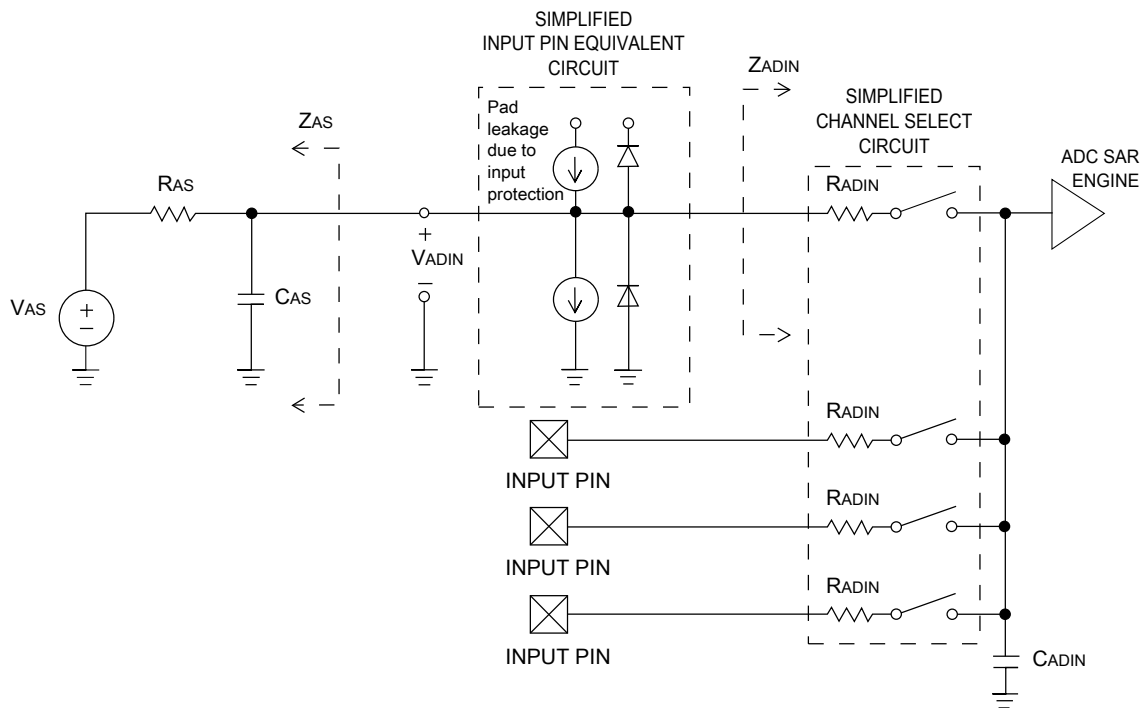 SIMPLIFIED
INPUT PIN EQUIVALENT
CIRCUIT
ZADIN
SIMPLIFIED
CHANNEL SELECT
CIRCUIT
ADC SAR
ENGINE
Pad
leakage
due to
input
protection
ZAS
RAS
RADIN
+
VADIN
–
VAS
+
–
CAS
RADIN
INPUT PIN
RADIN
INPUT PIN
RADIN
INPUT PIN
CADIN